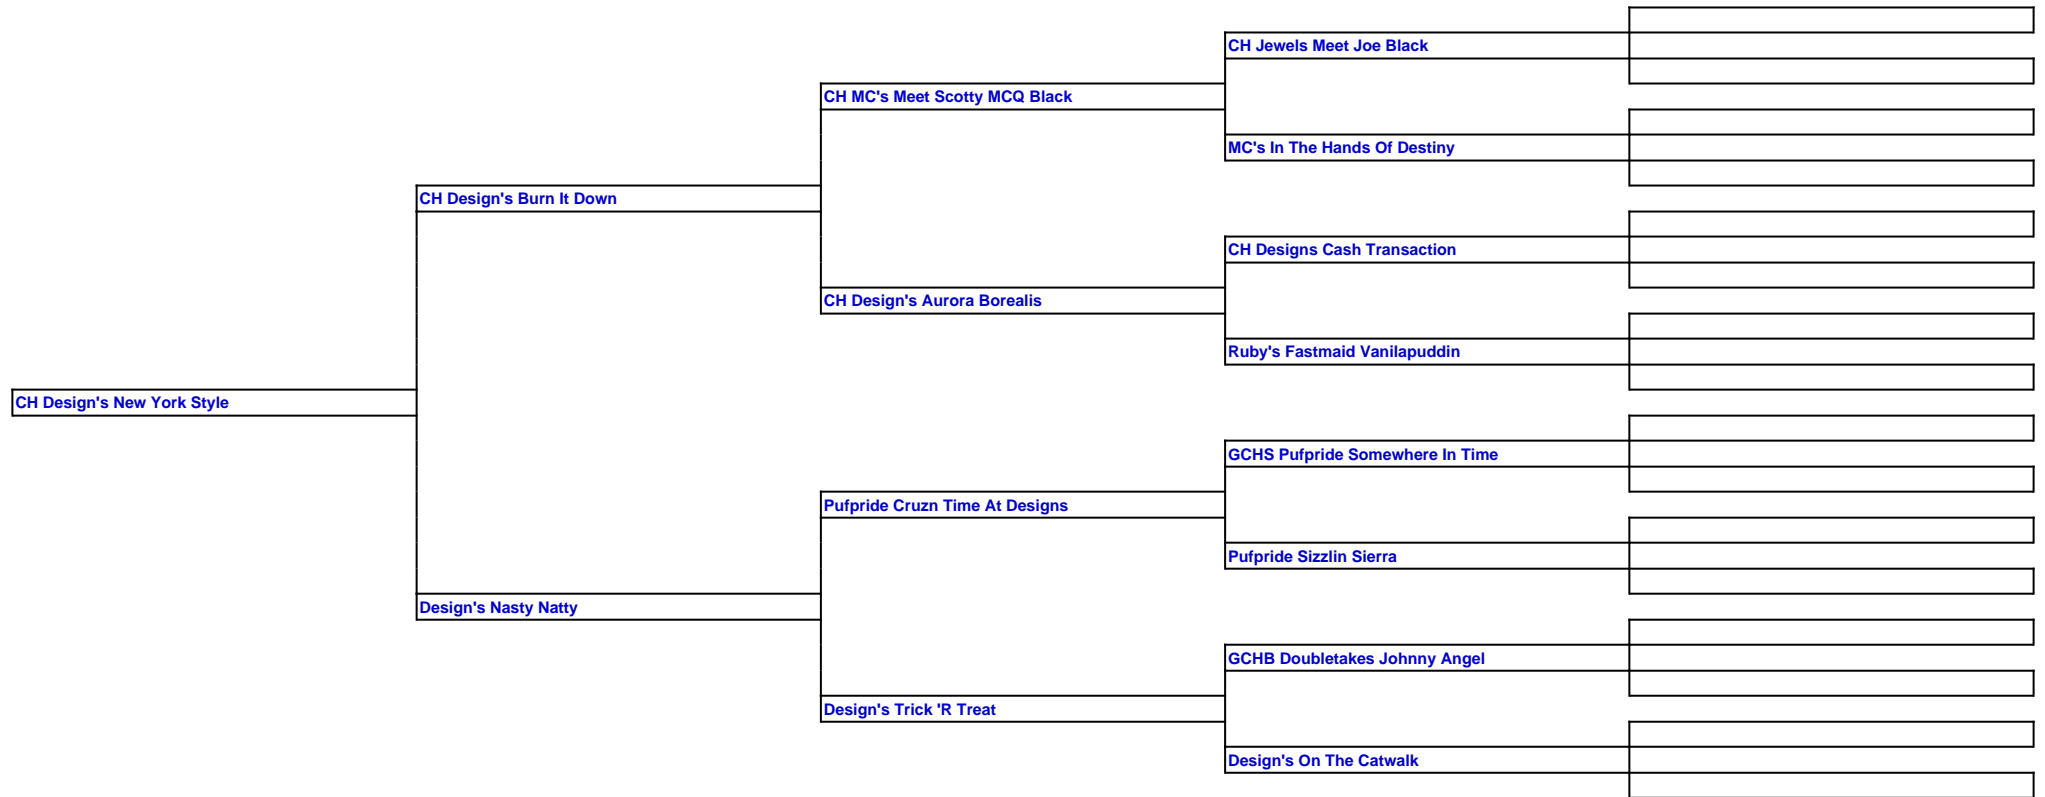 CH Jewels Meet Joe Black
CH MC's Meet Scotty MCQ Black
MC's In The Hands Of Destiny
CH Design's Burn It Down
CH Designs Cash Transaction
CH Design's Aurora Borealis
Ruby's Fastmaid Vanilapuddin
CH Design's New York Style
GCHS Pufpride Somewhere In Time
Pufpride Cruzn Time At Designs
Pufpride Sizzlin Sierra
Design's Nasty Natty
GCHB Doubletakes Johnny Angel
Design's Trick 'R Treat
Design's On The Catwalk